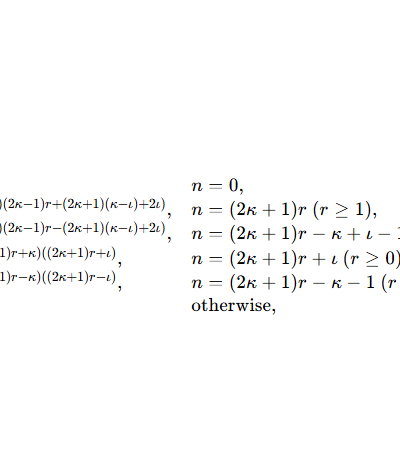 n = 0,
)(2κ−1)r+(2κ+1)(κ−ι)+2ι), n = (2κ + 1)r (r ≥ 1),
)(2κ−1)r−(2κ+1)(κ−ι)+2ι), n = (2κ + 1)r − κ + ι − 1
1)r+κ)((2κ+1)r+ι), n = (2κ + 1)r + ι (r ≥ 0)
1)r−κ)((2κ+1)r−ι), n = (2κ + 1)r − κ − 1 (r
otherwise,